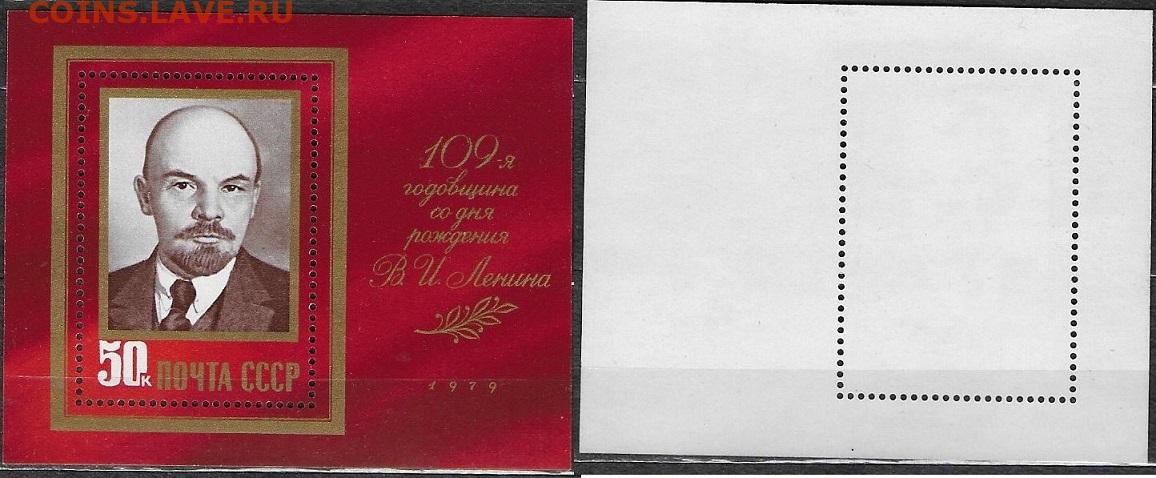 COINS.LAVE.RU
109-я
годовщина
со дня
рождения
В. И. Ленина
50к ПОЧТА СССР
1979